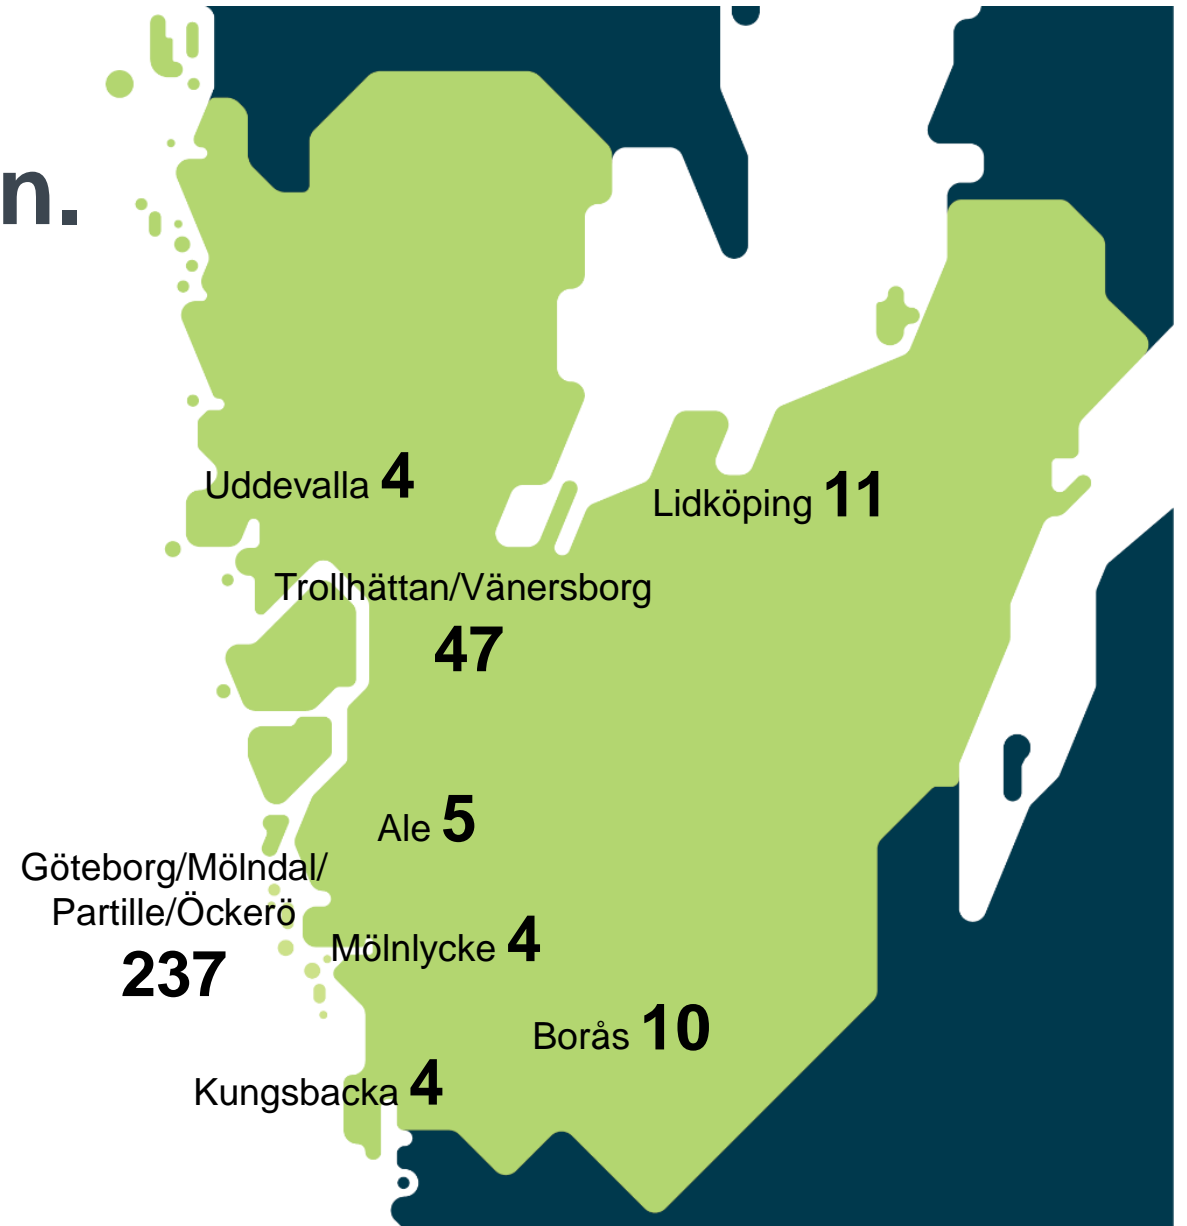 n.
Uddevalla 4
Lidköping 11
Trollhättan/Vänersborg
47
Ale 5
Göteborg/Mölndal/
Partille/Öckerö
237
Mölnlycke 4
Borås 10
Kungsbacka 4